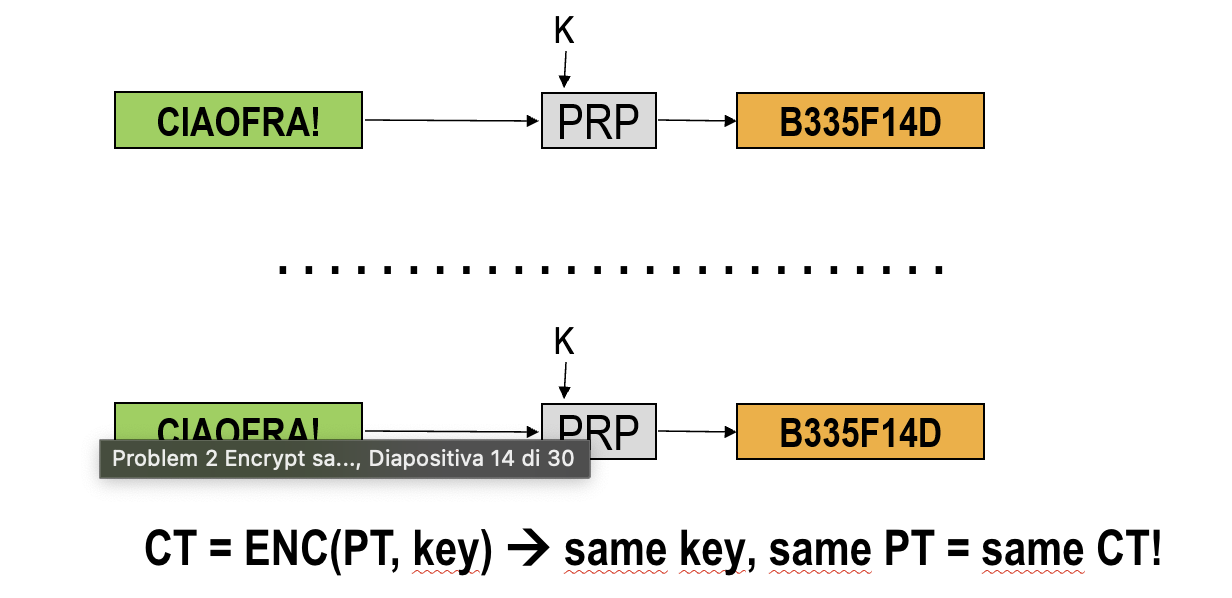 K
CIAOFRA! PRP B335F14D
. . . . . . . . . . . . . . . . . . . . . . . . . .
K
CIAOFRA! PRP B335F14D
Problem 2 Encrypt sa..., Diapositiva 14 di 30
CT = ENC(PT, key) → same key, same PT = same CT!